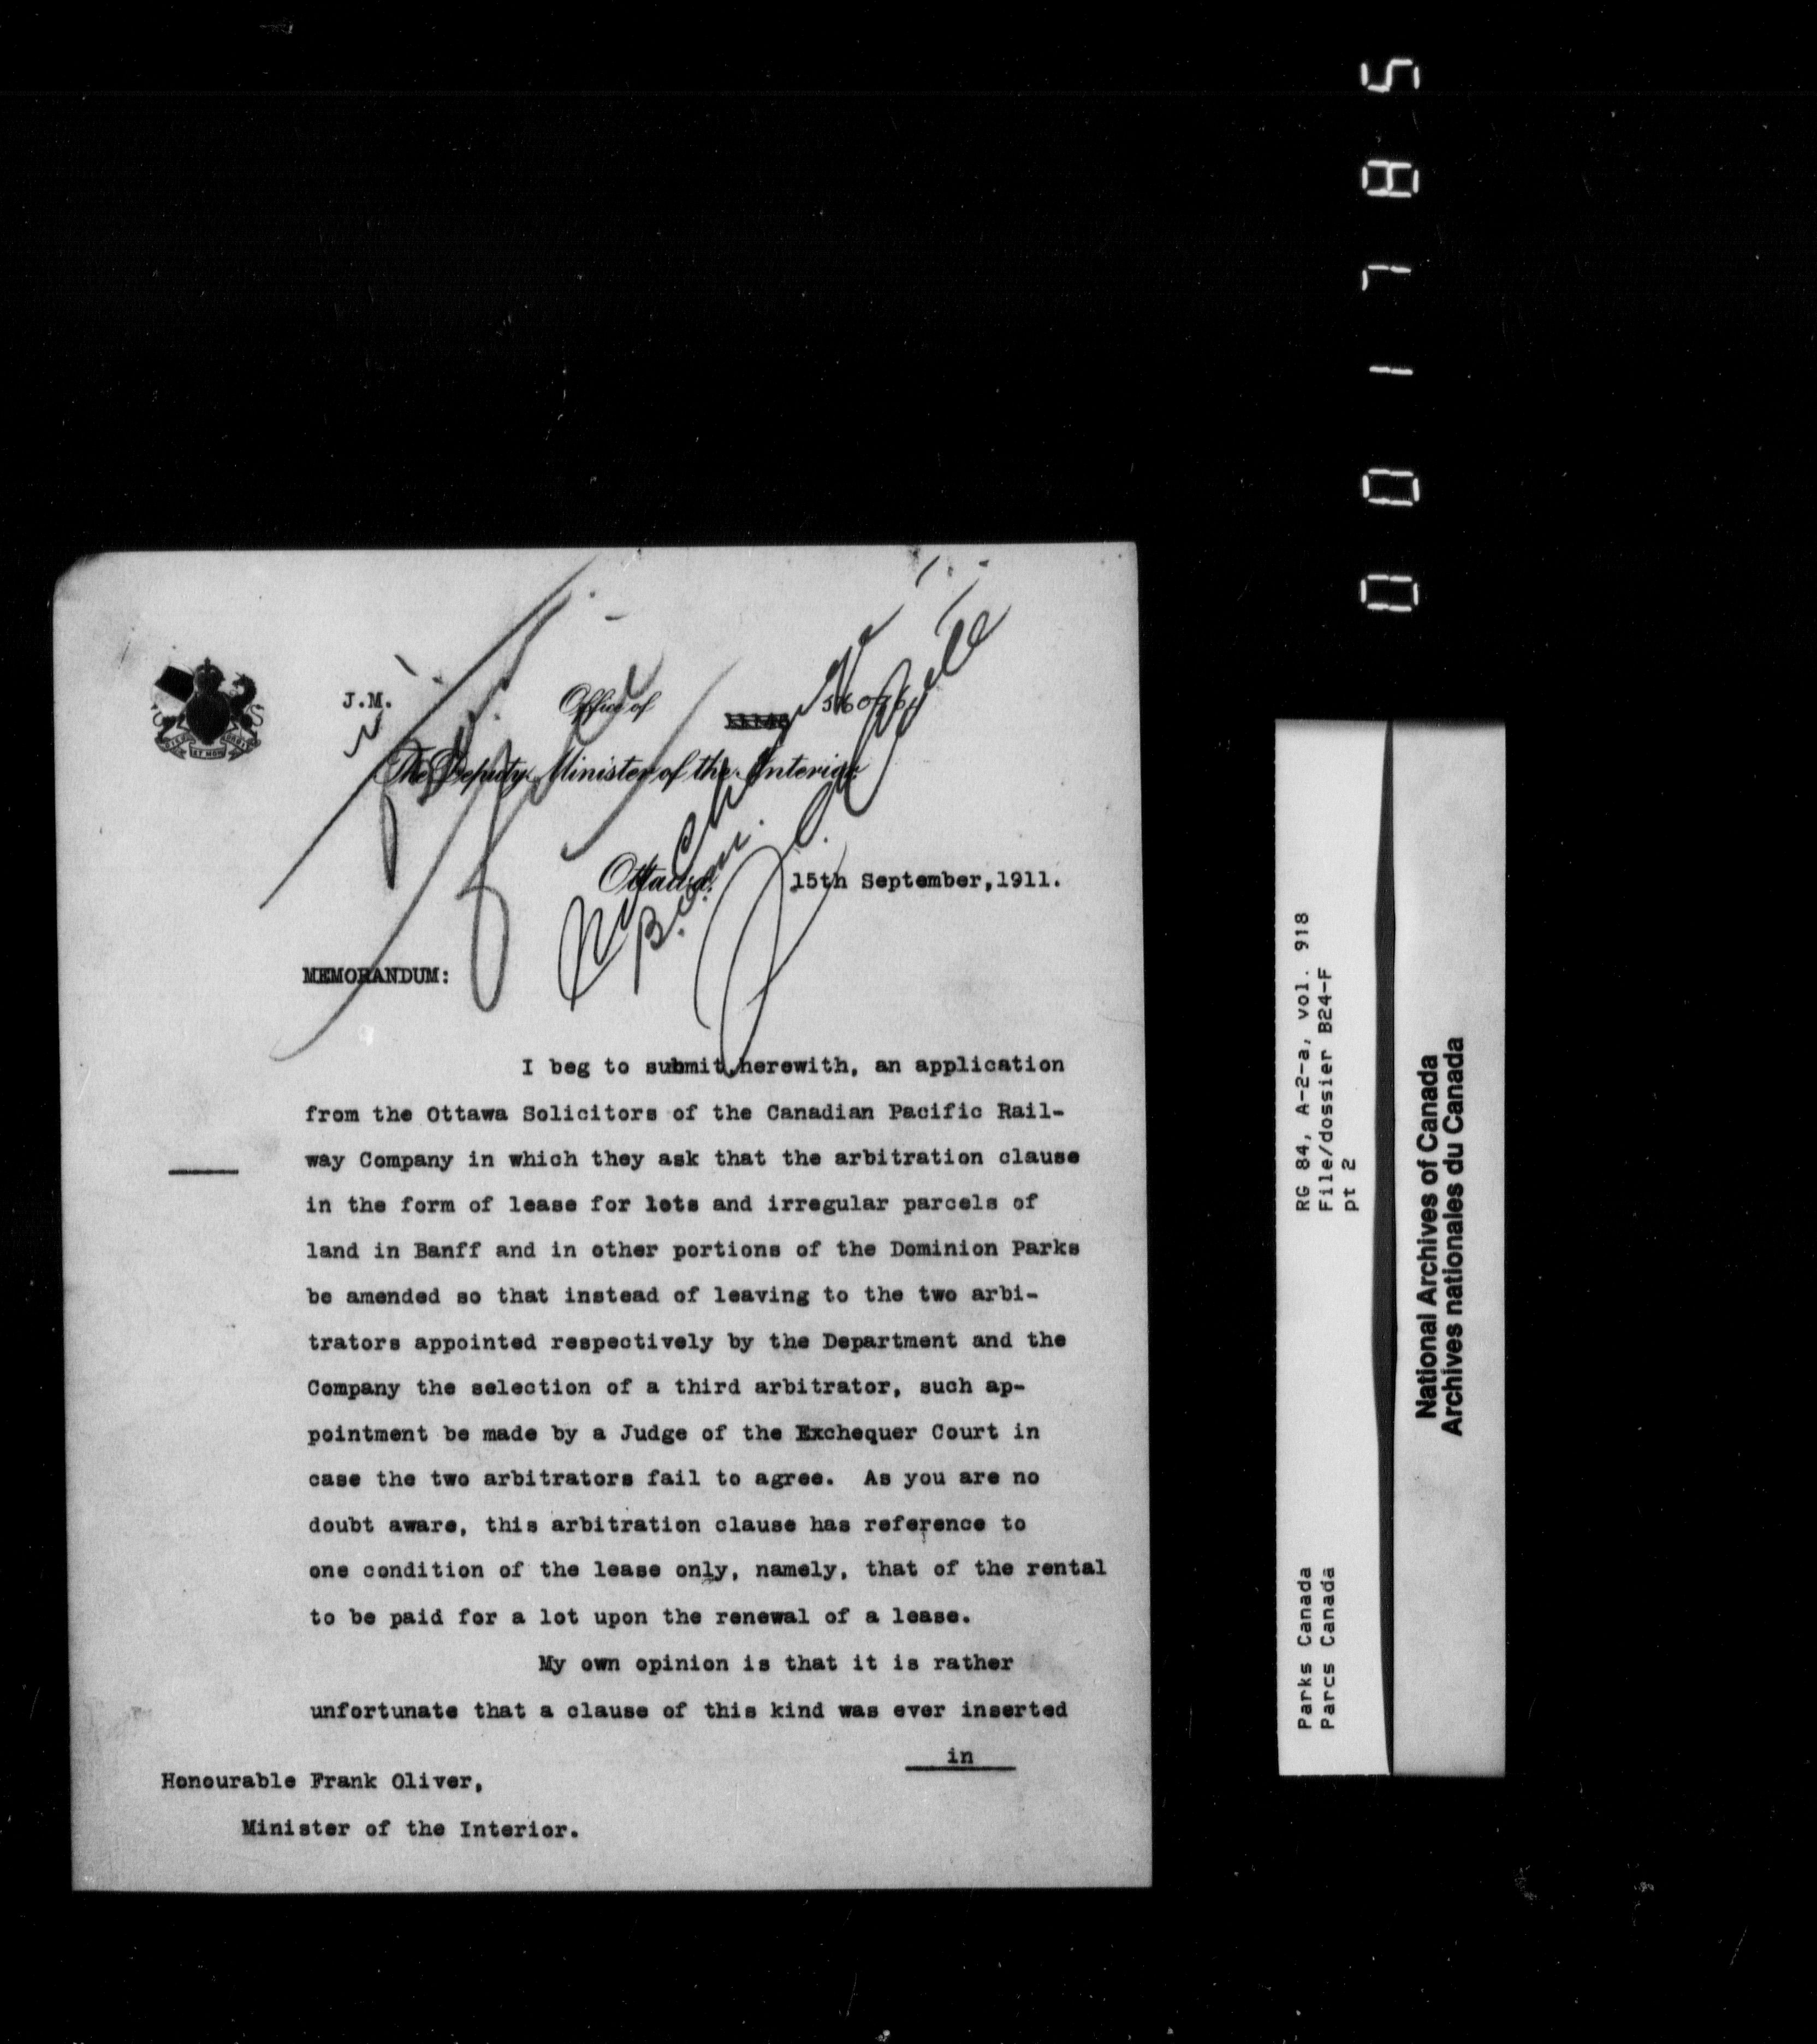 J.M.
Office of
The Deputy Minister of the Interior
Ottawa, 15th September, 1911.
MEMORANDUM:
I beg to submit, herewith, an application
from the Ottawa Solicitors of the Canadian Pacific Rail-
way Company in which they ask that the arbitration clause
in the form of lease for lots and irregular parcels of
land in Banff and in other portions of the Dominion Parks
be amended so that instead of leaving to the two arbi-
trators appointed respectively by the Department and the
Company the selection of a third arbitrator, such ap-
pointment be made by a Judge of the Exchequer Court in
case the two arbitrators fail to agree. As you are no
doubt aware, this arbitration clause has reference to
one condition of the lease only, namely, that of the rental
to be paid for a lot upon the renewal of a lease.
My own opinion is that it is rather
unfortunate that a clause of this kind was ever inserted
in
Honourable Frank Oliver,
Minister of the Interior.
001785
RG 84, A-2-a, vol. 918
File/dossier B24-F
pt 2
Parks Canada
Parcs Canada
National Archives of Canada
Archives nationales du Canada